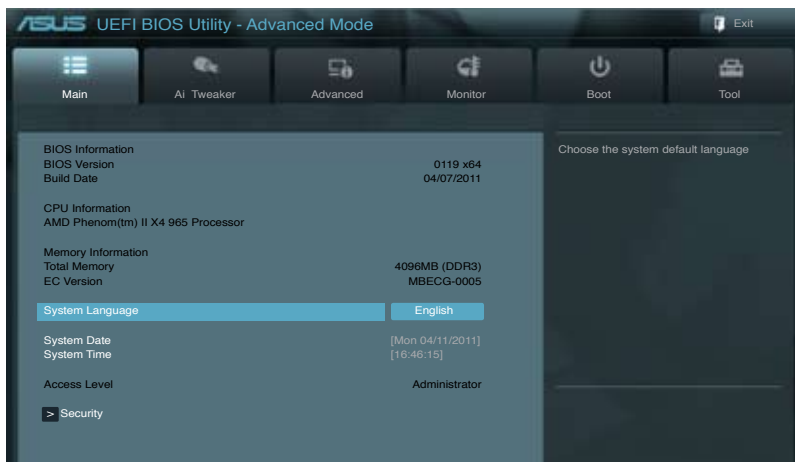 ASUS UEFI BIOS Utility - Advanced Mode
Exit
Main
Ai Tweaker
Advanced
Monitor
Boot
Tool
BIOS Information
BIOS Version 0119 x64
Build Date 04/07/2011
CPU Information
AMD Phenom(tm) II X4 965 Processor
Memory Information
Total Memory 4096MB (DDR3)
EC Version MBECG-0005
System Language English
System Date [Mon 04/11/2011]
System Time [16:46:15]
Access Level Administrator
> Security
Choose the system default language